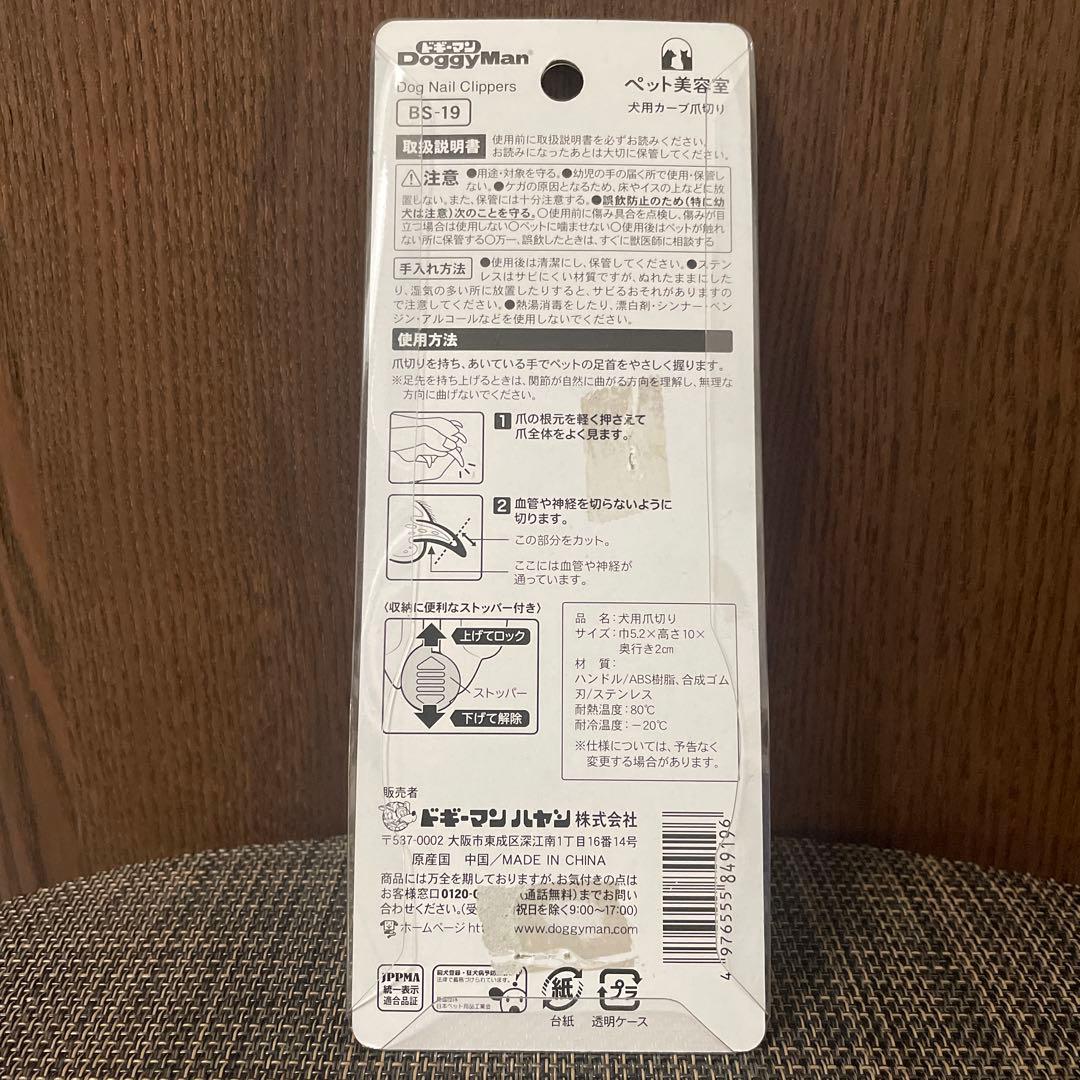 ドギーマン
DoggyMan®
Dog Nail Clippers
BS-19
ペット美容室
犬用カーブ爪切り
取扱説明書 使用前に取扱説明書を必ずお読みください。
お読みになったあとは大切に保管してください。
⚠注意 ●用途・対象を守る。●幼児の手の届く所で使用・保管し
ない。●ケガの原因となるため、床やイスの上などに放
置しない。また、保管には十分注意する。●誤飲防止のため(特に幼
犬は注意)次のことを守る。○使用前に傷み具合を点検し、傷みが目
立つ場合は使用しない○ペットに噛ませない○使用後はペットが触れ
ない所に保管する○万一、誤飲したときは、すぐに獣医師に相談する
手入れ方法 ●使用後は清潔にし、保管してください。●ステン
レスはサビにくい材質ですが、ぬれたままにした
り、湿気の多い所に放置したりすると、サビるおそれがありますの
で注意してください。●熱湯消毒をしたり、漂白剤・シンナー・ベン
ジン・アルコールなどを使用しないでください。
使用方法
爪切りを持ち、あいている手でペットの足首をやさしく握ります。
※足先を持ち上げるときは、関節が自然に曲がる方向を理解し、無理な
方向に曲げないでください。
1 爪の根元を軽く押さえて
爪全体をよく見ます。
2 血管や神経を切らないように
切ります。
この部分をカット。
ここには血管や神経が
通っています。
〈収納に便利なストッパー付き〉
上げてロック
ストッパー
下げて解除
品 名:犬用爪切り
サイズ:巾5.2×高さ10×
奥行き2cm
材 質:
ハンドル/ABS樹脂、合成ゴム
刃/ステンレス
耐熱温度:80℃
耐冷温度:-20℃
※仕様については、予告なく
変更する場合があります。
販売者
ドギーマン ハヤシ 株式会社
〒537-0002 大阪市東成区深江南1丁目16番14号
原産国 中国/MADE IN CHINA
商品には万全を期しておりますが、お気付きの点は
お客様窓口0120-(通話無料)までお問い
合わせください。(受 祝日を除く9:00〜17:00)
ホームページ ht www.doggyman.com
4 976555 849196
JPPMA
統一表示
適合品証
飼犬登録・狂犬病予防
法律で義務づけられています。
日本ペット用品工業会
紙
台紙
プラ
透明ケース